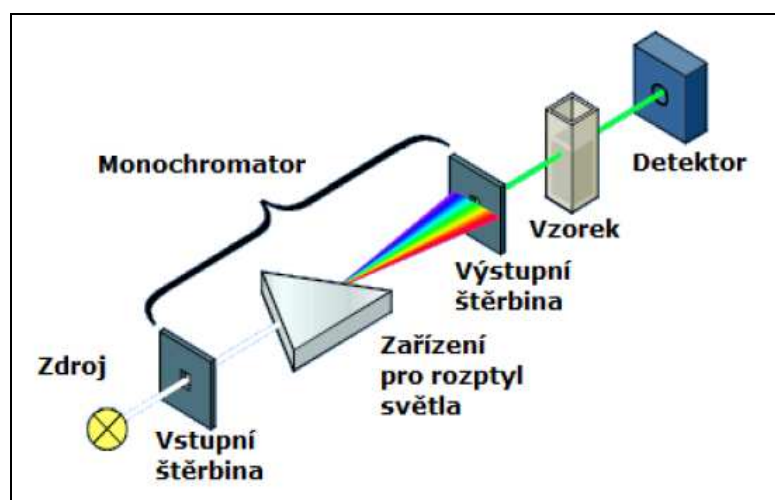 Monochromator
Detektor
Vzorek
Výstupní
štěrbina
Zařízení
pro rozptyl
světla
Zdroj
Vstupní
štěrbina